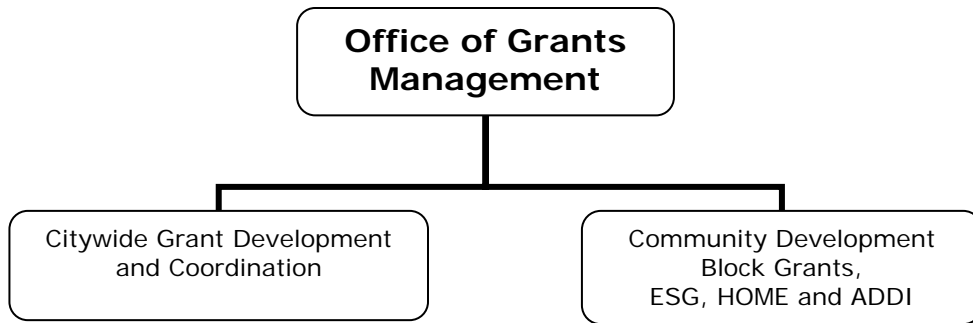 Office of Grants
Management
Citywide Grant Development
and Coordination
Community Development
Block Grants,
ESG, HOME and ADDI